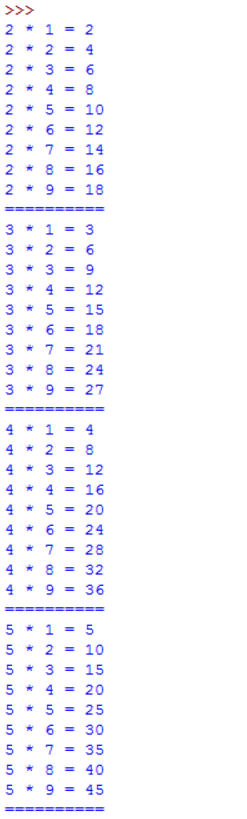 >>>
2 * 1 = 2
2 * 2 = 4
2 * 3 = 6
2 * 4 = 8
2 * 5 = 10
2 * 6 = 12
2 * 7 = 14
2 * 8 = 16
2 * 9 = 18
==========
3 * 1 = 3
3 * 2 = 6
3 * 3 = 9
3 * 4 = 12
3 * 5 = 15
3 * 6 = 18
3 * 7 = 21
3 * 8 = 24
3 * 9 = 27
==========
4 * 1 = 4
4 * 2 = 8
4 * 3 = 12
4 * 4 = 16
4 * 5 = 20
4 * 6 = 24
4 * 7 = 28
4 * 8 = 32
4 * 9 = 36
==========
5 * 1 = 5
5 * 2 = 10
5 * 3 = 15
5 * 4 = 20
5 * 5 = 25
5 * 6 = 30
5 * 7 = 35
5 * 8 = 40
5 * 9 = 45
==========